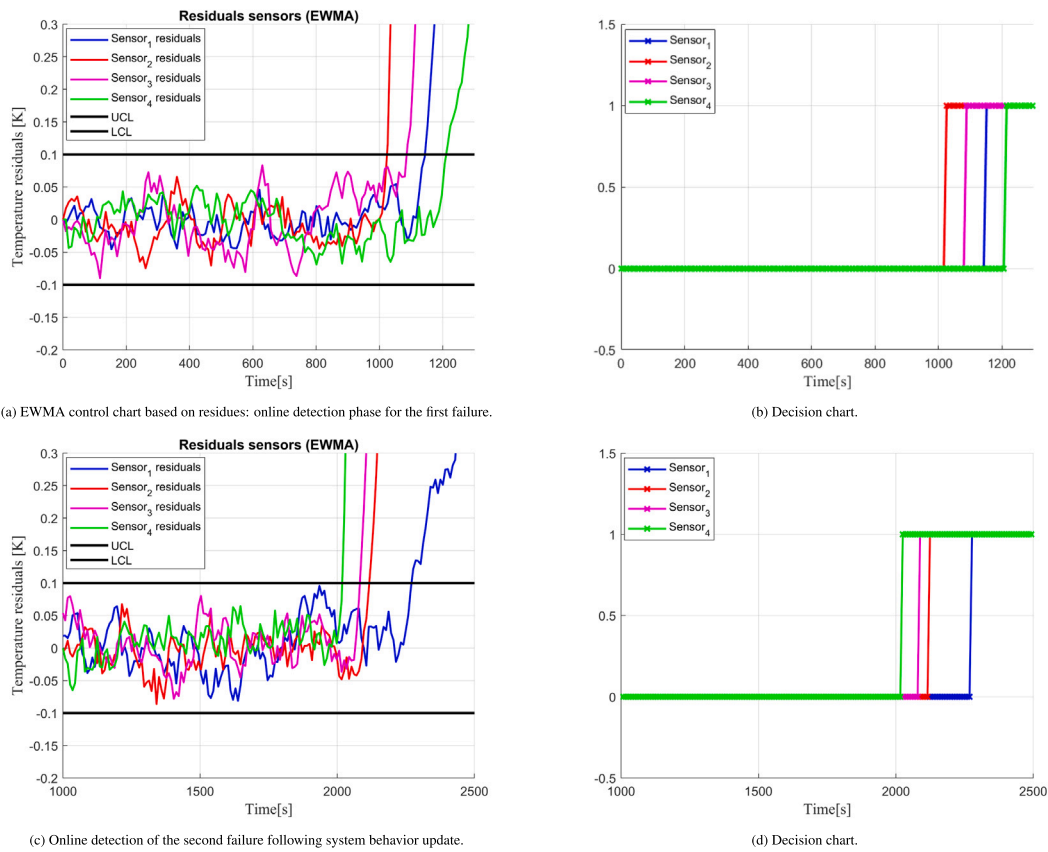 Residuals sensors (EWMA)
Temperature residuals [K]
0.3
0.25
0.2
0.15
0.1
0.05
0
-0.05
-0.1
-0.15
-0.2
Sensor1 residuals
Sensor2 residuals
Sensor3 residuals
Sensor4 residuals
UCL
LCL
0 200 400 600 800 1000 1200
Time[s]
(a) EWMA control chart based on residues: online detection phase for the first failure.
1.5
1
0.5
0
-0.5
Sensor1
Sensor2
Sensor3
Sensor4
0 200 400 600 800 1000 1200
Time[s]
(b) Decision chart.
Residuals sensors (EWMA)
Temperature residuals [K]
0.3
0.25
0.2
0.15
0.1
0.05
0
-0.05
-0.1
-0.15
-0.2
Sensor1 residuals
Sensor2 residuals
Sensor3 residuals
Sensor4 residuals
UCL
LCL
1000 1500 2000 2500
Time[s]
(c) Online detection of the second failure following system behavior update.
1.5
1
0.5
0
-0.5
Sensor1
Sensor2
Sensor3
Sensor4
1000 1500 2000 2500
Time[s]
(d) Decision chart.